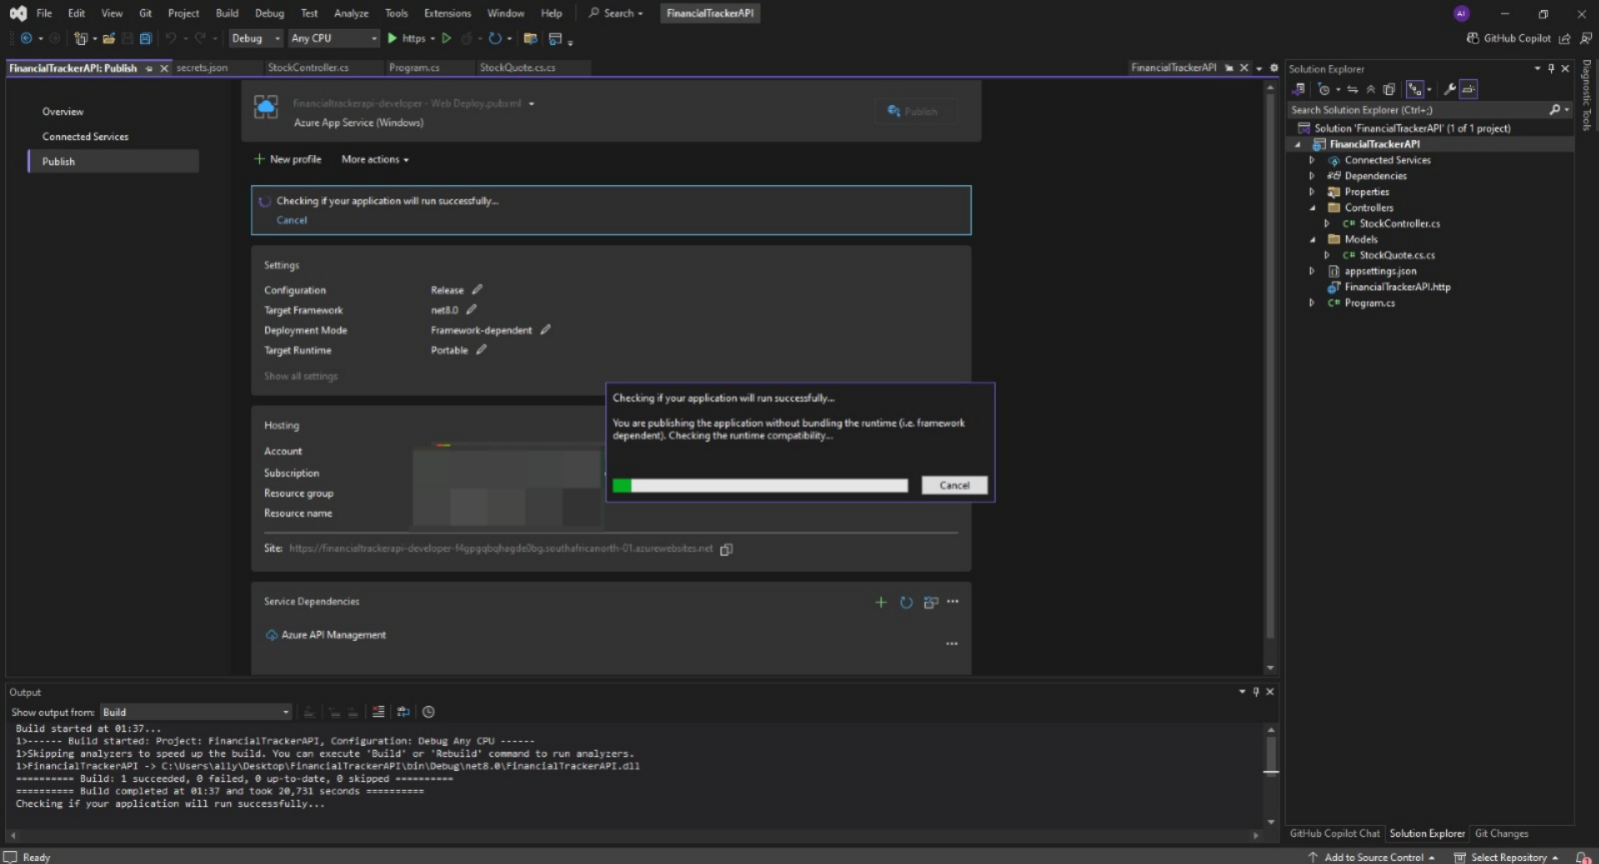 File Edit View Git Project Build Debug Test Analyze Tools Extensions Window Help Search FinancialTrackerAPI AI
Debug Any CPU https GitHub Copilot
FinancialTrackerAPI: Publish secrets.json StockController.cs Program.cs StockQuote.cs.cs FinancialTrackerAPI
Overview
Connected Services
Publish
financialtrackerapi-developer - Web Deploy.pubxml
Azure App Service (Windows)
Publish
New profile More actions
Checking if your application will run successfully...
Cancel
Settings
Configuration Release
Target Framework net8.0
Deployment Mode Framework-dependent
Target Runtime Portable
Show all settings
Hosting
Account
Subscription
Resource group
Resource name
Site: https://financialtrackerapi-developer-f4gpgqbqhagde0bg.southafricanorth-01.azurewebsites.net
Service Dependencies
Azure API Management
Checking if your application will run successfully...
You are publishing the application without bundling the runtime (i.e. framework
dependent). Checking the runtime compatibility...
Cancel
Solution Explorer
Search Solution Explorer (Ctrl+;)
Solution 'FinancialTrackerAPI' (1 of 1 project)
FinancialTrackerAPI
Connected Services
Dependencies
Properties
Controllers
C# StockController.cs
Models
C# StockQuote.cs.cs
appsettings.json
FinancialTrackerAPI.http
C# Program.cs
Diagnostic Tools
GitHub Copilot Chat Solution Explorer Git Changes
Output
Show output from: Build
Build started at 01:37...
1>------ Build started: Project: FinancialTrackerAPI, Configuration: Debug Any CPU ------
1>Skipping analyzers to speed up the build. You can execute 'Build' or 'Rebuild' command to run analyzers.
1>FinancialTrackerAPI -> C:\Users\ally\Desktop\FinancialTrackerAPI\bin\Debug\net8.0\FinancialTrackerAPI.dll
========== Build: 1 succeeded, 0 failed, 0 up-to-date, 0 skipped ==========
========== Build completed at 01:37 and took 20,731 seconds ==========
Checking if your application will run successfully...
Ready Add to Source Control Select Repository